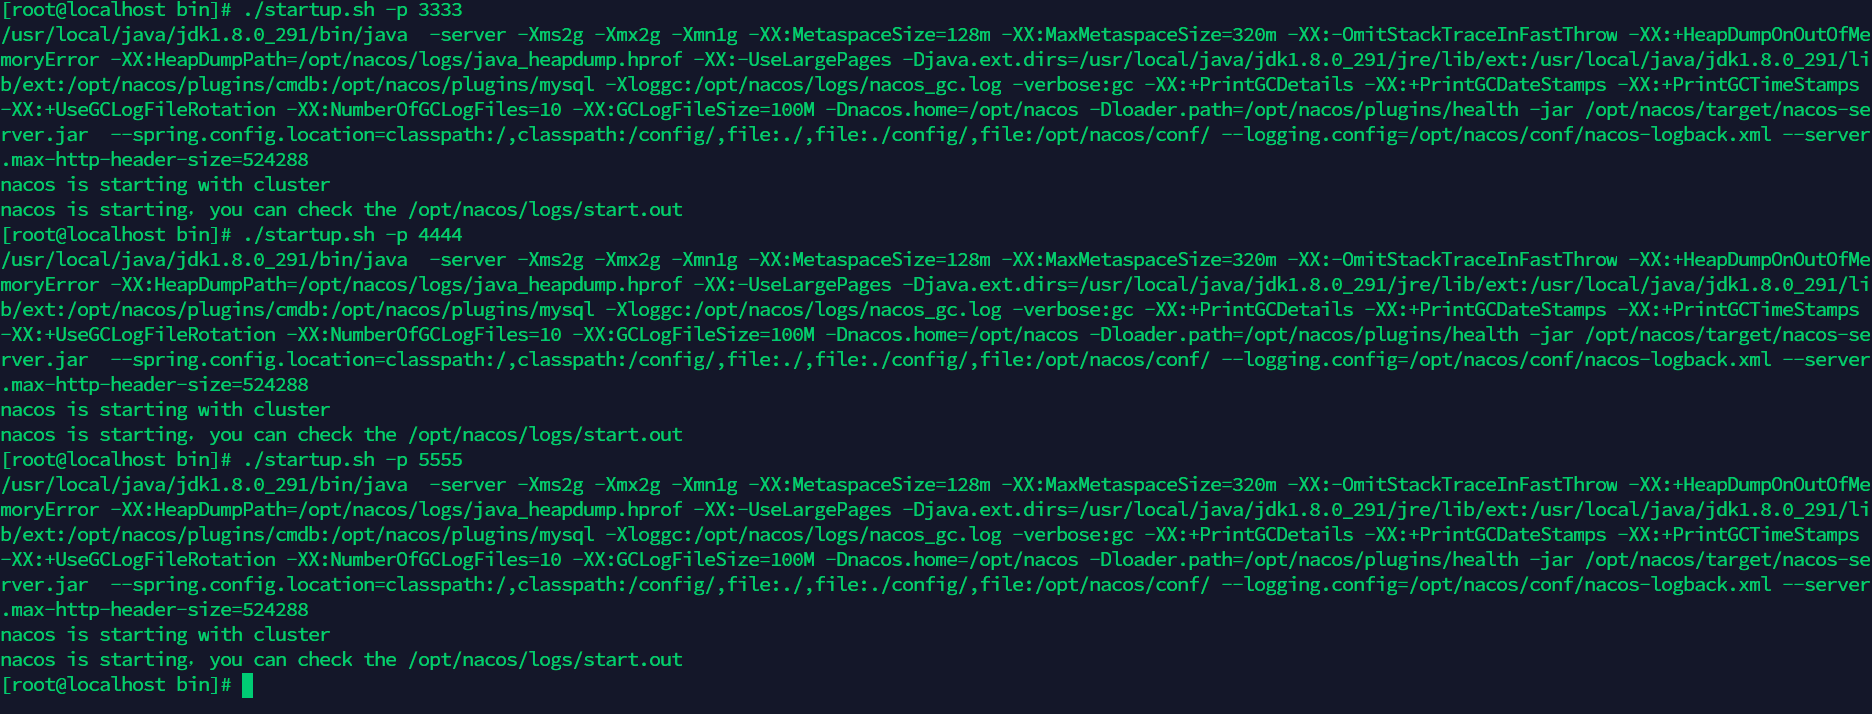 [root@localhost bin]# ./startup.sh -p 3333
/usr/local/java/jdk1.8.0_291/bin/java  -server -Xms2g -Xmx2g -Xmn1g -XX:MetaspaceSize=128m -XX:MaxMetaspaceSize=320m -XX:-OmitStackTraceInFastThrow -XX:+HeapDumpOnOutOfMe
moryError -XX:HeapDumpPath=/opt/nacos/logs/java_heapdump.hprof -XX:-UseLargePages -Djava.ext.dirs=/usr/local/java/jdk1.8.0_291/jre/lib/ext:/usr/local/java/jdk1.8.0_291/li
b/ext:/opt/nacos/plugins/cmdb:/opt/nacos/plugins/mysql -Xloggc:/opt/nacos/logs/nacos_gc.log -verbose:gc -XX:+PrintGCDetails -XX:+PrintGCDateStamps -XX:+PrintGCTimeStamps
-XX:+UseGCLogFileRotation -XX:NumberOfGCLogFiles=10 -XX:GCLogFileSize=100M -Dnacos.home=/opt/nacos -Dloader.path=/opt/nacos/plugins/health -jar /opt/nacos/target/nacos-se
rver.jar  --spring.config.location=classpath:/,classpath:/config/,file:./,file:./config/,file:/opt/nacos/conf/ --logging.config=/opt/nacos/conf/nacos-logback.xml --server
.max-http-header-size=524288
nacos is starting with cluster
nacos is starting，you can check the /opt/nacos/logs/start.out
[root@localhost bin]# ./startup.sh -p 4444
/usr/local/java/jdk1.8.0_291/bin/java  -server -Xms2g -Xmx2g -Xmn1g -XX:MetaspaceSize=128m -XX:MaxMetaspaceSize=320m -XX:-OmitStackTraceInFastThrow -XX:+HeapDumpOnOutOfMe
moryError -XX:HeapDumpPath=/opt/nacos/logs/java_heapdump.hprof -XX:-UseLargePages -Djava.ext.dirs=/usr/local/java/jdk1.8.0_291/jre/lib/ext:/usr/local/java/jdk1.8.0_291/li
b/ext:/opt/nacos/plugins/cmdb:/opt/nacos/plugins/mysql -Xloggc:/opt/nacos/logs/nacos_gc.log -verbose:gc -XX:+PrintGCDetails -XX:+PrintGCDateStamps -XX:+PrintGCTimeStamps
-XX:+UseGCLogFileRotation -XX:NumberOfGCLogFiles=10 -XX:GCLogFileSize=100M -Dnacos.home=/opt/nacos -Dloader.path=/opt/nacos/plugins/health -jar /opt/nacos/target/nacos-se
rver.jar  --spring.config.location=classpath:/,classpath:/config/,file:./,file:./config/,file:/opt/nacos/conf/ --logging.config=/opt/nacos/conf/nacos-logback.xml --server
.max-http-header-size=524288
nacos is starting with cluster
nacos is starting，you can check the /opt/nacos/logs/start.out
[root@localhost bin]# ./startup.sh -p 5555
/usr/local/java/jdk1.8.0_291/bin/java  -server -Xms2g -Xmx2g -Xmn1g -XX:MetaspaceSize=128m -XX:MaxMetaspaceSize=320m -XX:-OmitStackTraceInFastThrow -XX:+HeapDumpOnOutOfMe
moryError -XX:HeapDumpPath=/opt/nacos/logs/java_heapdump.hprof -XX:-UseLargePages -Djava.ext.dirs=/usr/local/java/jdk1.8.0_291/jre/lib/ext:/usr/local/java/jdk1.8.0_291/li
b/ext:/opt/nacos/plugins/cmdb:/opt/nacos/plugins/mysql -Xloggc:/opt/nacos/logs/nacos_gc.log -verbose:gc -XX:+PrintGCDetails -XX:+PrintGCDateStamps -XX:+PrintGCTimeStamps
-XX:+UseGCLogFileRotation -XX:NumberOfGCLogFiles=10 -XX:GCLogFileSize=100M -Dnacos.home=/opt/nacos -Dloader.path=/opt/nacos/plugins/health -jar /opt/nacos/target/nacos-se
rver.jar  --spring.config.location=classpath:/,classpath:/config/,file:./,file:./config/,file:/opt/nacos/conf/ --logging.config=/opt/nacos/conf/nacos-logback.xml --server
.max-http-header-size=524288
nacos is starting with cluster
nacos is starting，you can check the /opt/nacos/logs/start.out
[root@localhost bin]#